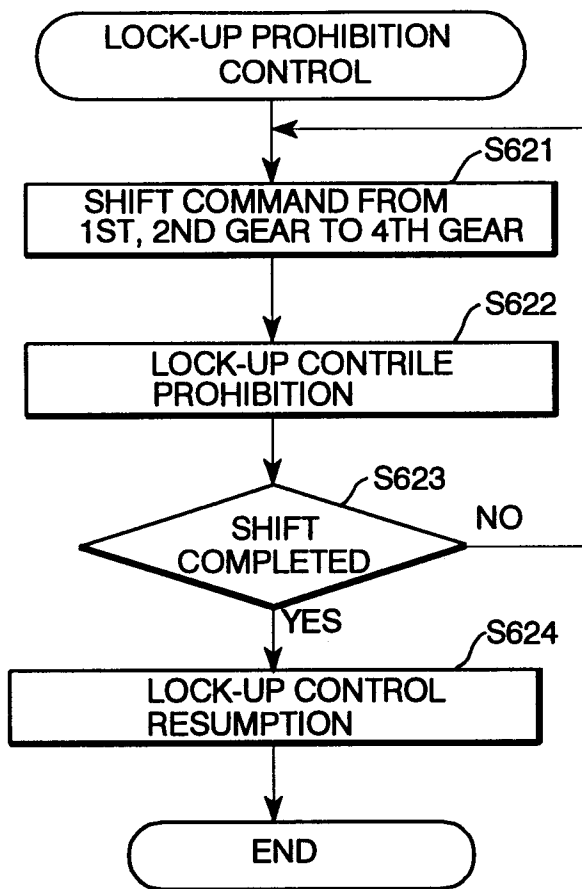 LOCK-UP PROHIBITION
CONTROL
S621
SHIFT COMMAND FROM
1ST, 2ND GEAR TO 4TH GEAR
S622
LOCK-UP CONTRILE
PROHIBITION
S623
SHIFT
COMPLETED
NO
YES
S624
LOCK-UP CONTROL
RESUMPTION
END